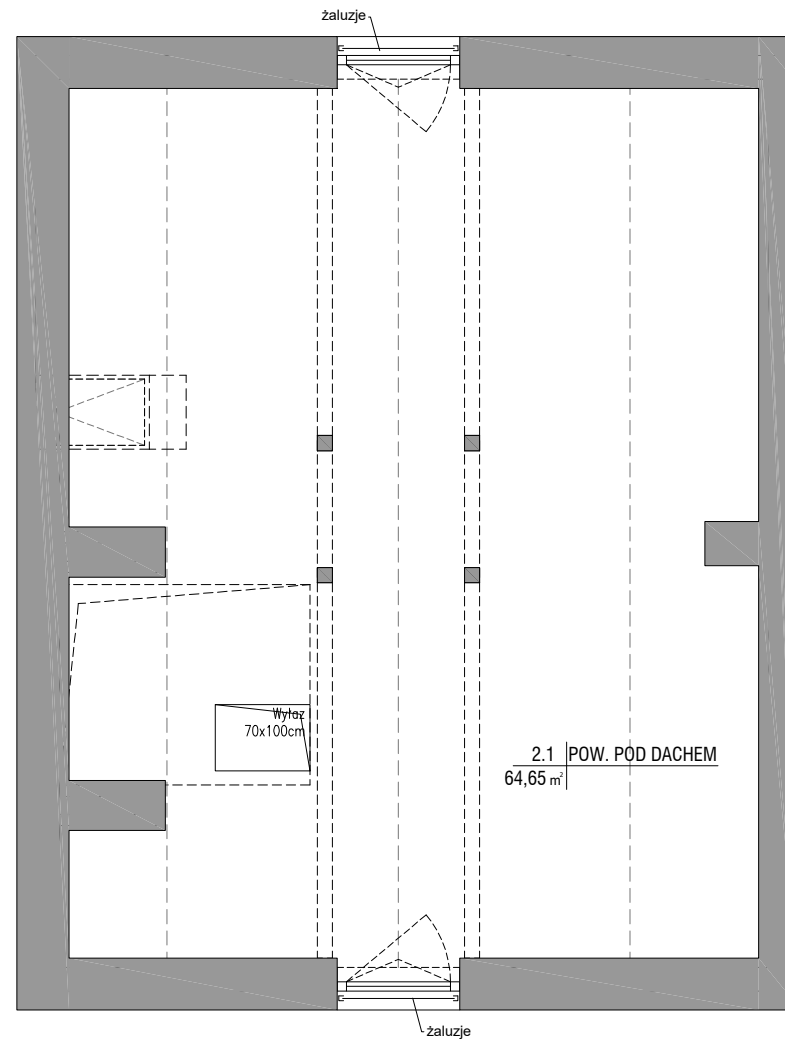 żaluzje
Wyłaz
70x100cm
2.1 POW. POD DACHEM
64,65 m²
żaluzje